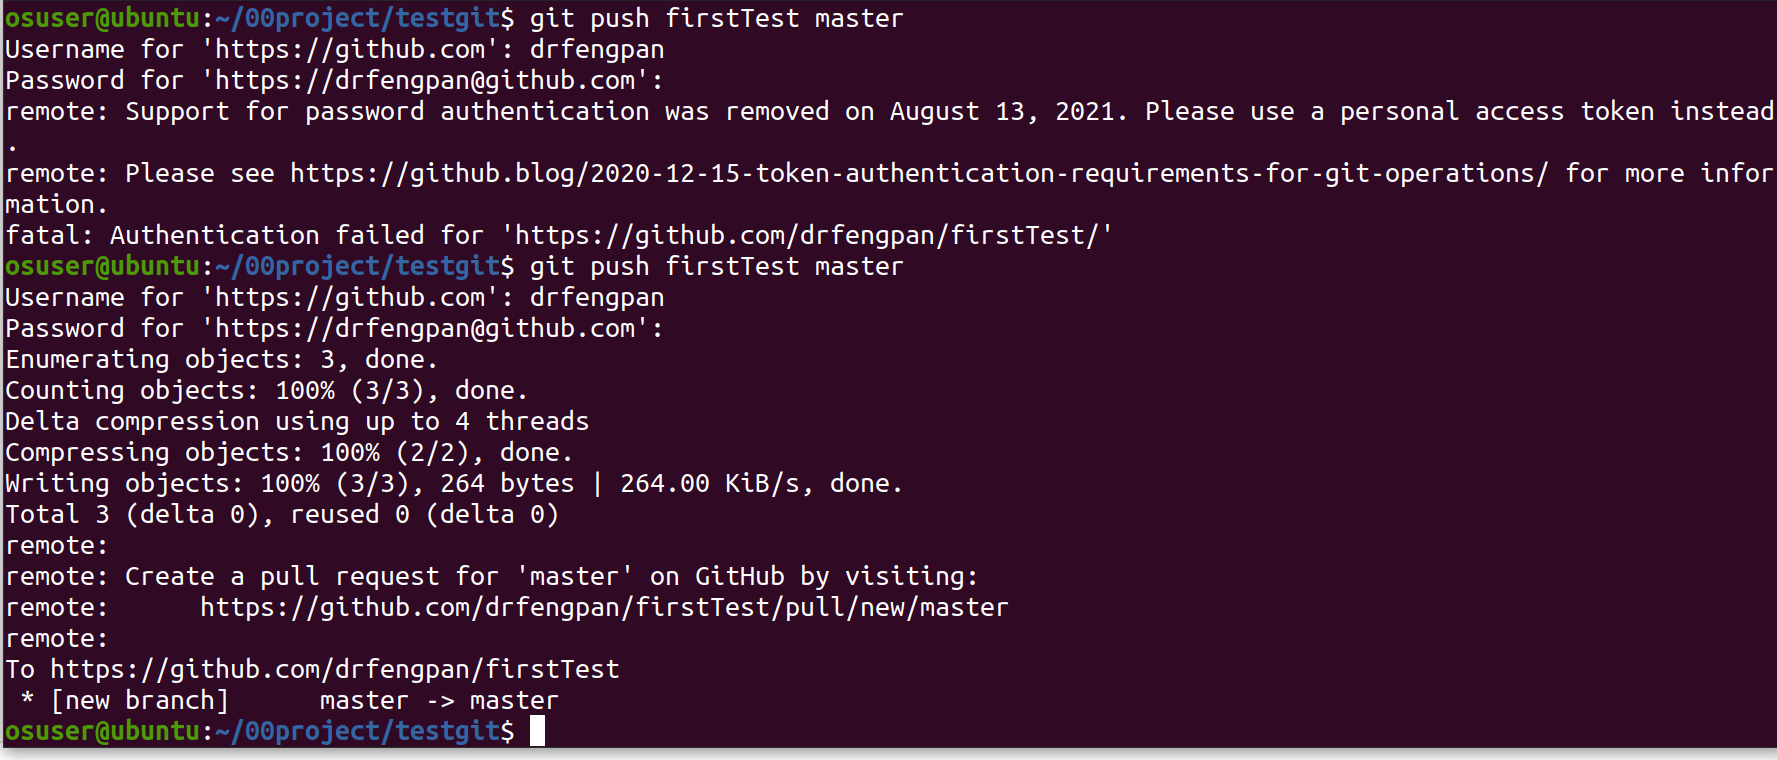 osuser@ubuntu:~/00project/testgit$ git push firstTest master
Username for 'https://github.com': drfengpan
Password for 'https://drfengpan@github.com':
remote: Support for password authentication was removed on August 13, 2021. Please use a personal access token instead
.
remote: Please see https://github.blog/2020-12-15-token-authentication-requirements-for-git-operations/ for more infor
mation.
fatal: Authentication failed for 'https://github.com/drfengpan/firstTest/'
osuser@ubuntu:~/00project/testgit$ git push firstTest master
Username for 'https://github.com': drfengpan
Password for 'https://drfengpan@github.com':
Enumerating objects: 3, done.
Counting objects: 100% (3/3), done.
Delta compression using up to 4 threads
Compressing objects: 100% (2/2), done.
Writing objects: 100% (3/3), 264 bytes | 264.00 KiB/s, done.
Total 3 (delta 0), reused 0 (delta 0)
remote:
remote: Create a pull request for 'master' on GitHub by visiting:
remote:      https://github.com/drfengpan/firstTest/pull/new/master
remote:
To https://github.com/drfengpan/firstTest
 * [new branch]      master -> master
osuser@ubuntu:~/00project/testgit$